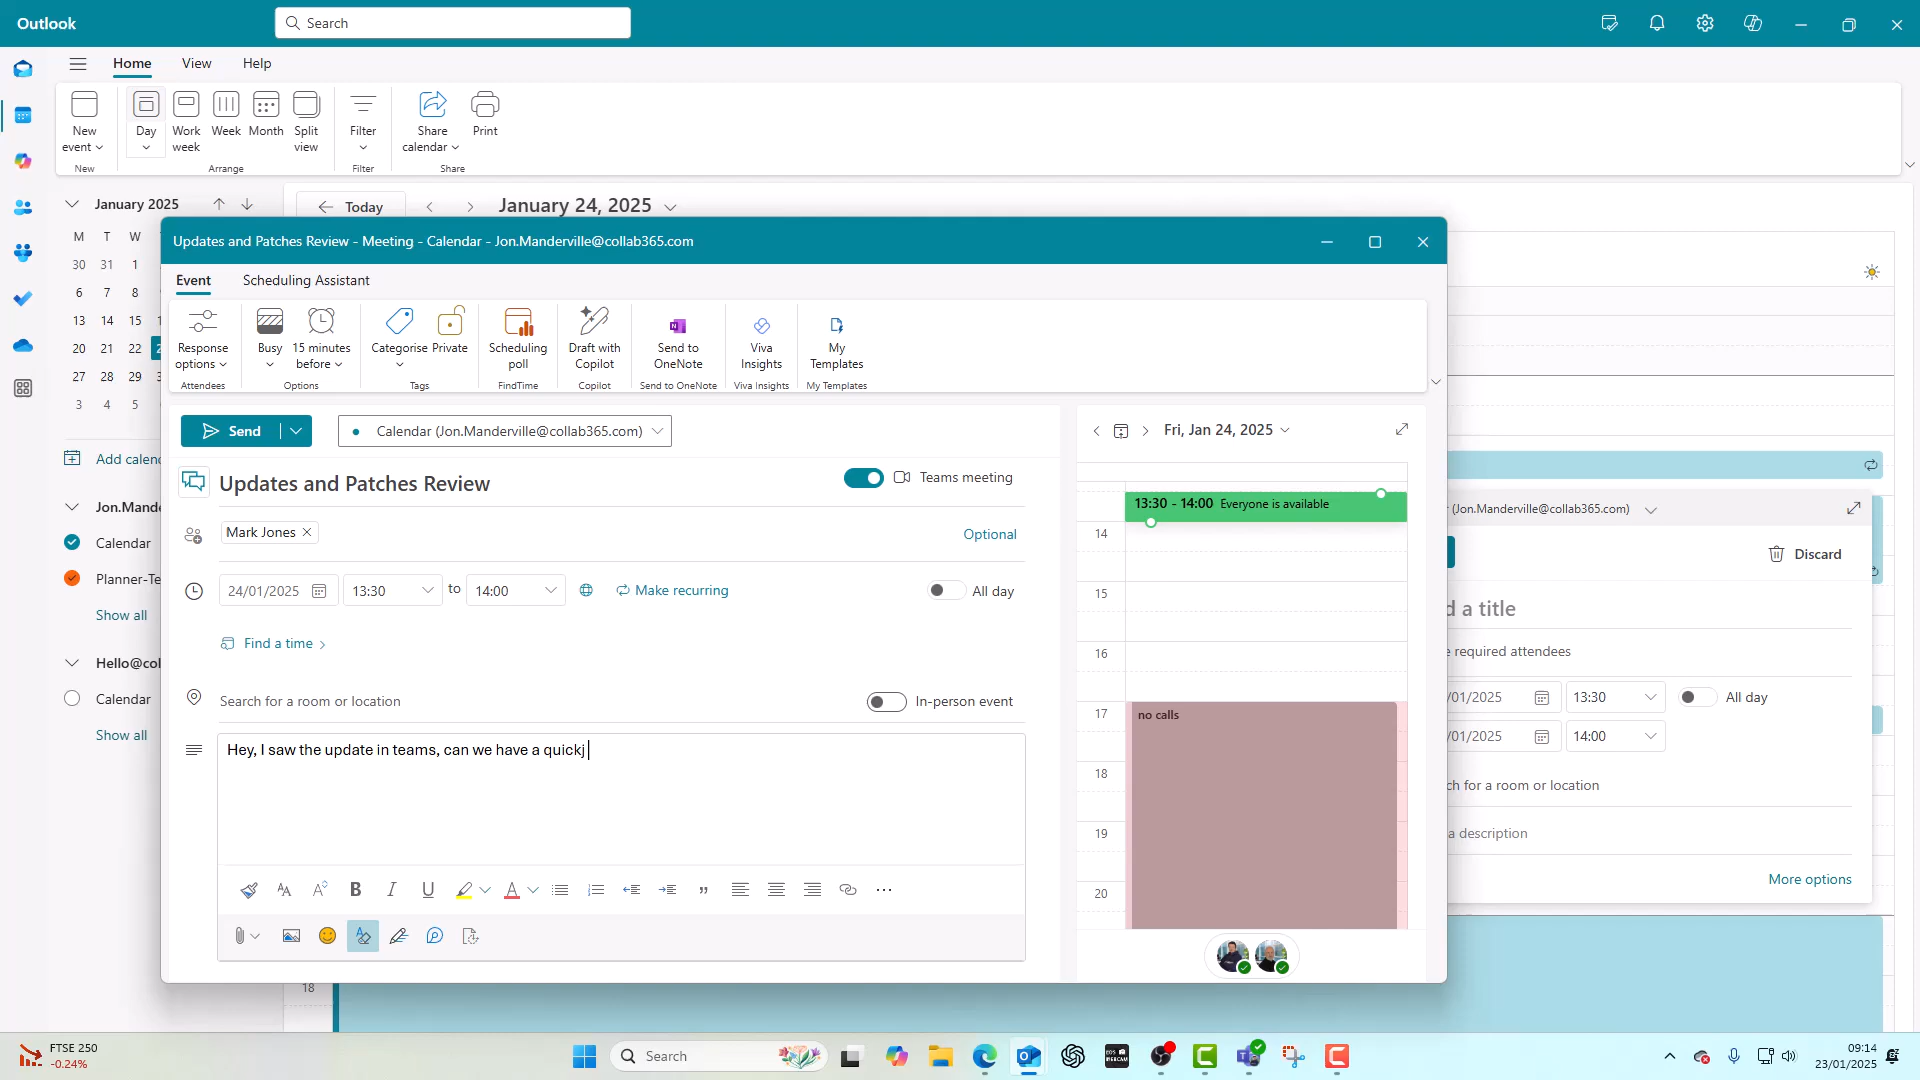 Outlook
Search
Home
View
Help
New event
Day
Work week
Week
Month
Split view
Filter
Share calendar
Print
New
Arrange
Filter
Share
January 2025
Today
January 24, 2025
M T W
30 31 1
6 7 8
13 14 15
20 21 22
27 28 29
3 4 5
Add calen
Jon.Mande
Calendar
Planner-Te
Show all
Hello@col
Calendar
Show all
Updates and Patches Review - Meeting - Calendar - Jon.Manderville@collab365.com
Event
Scheduling Assistant
Response options
Busy
15 minutes before
Categorise
Private
Scheduling poll
Draft with Copilot
Send to OneNote
Viva Insights
My Templates
Attendees
Options
Tags
FindTime
Copilot
Send to OneNote
Viva Insights
My Templates
Send
Calendar (Jon.Manderville@collab365.com)
Updates and Patches Review
Teams meeting
Mark Jones
Optional
24/01/2025
13:30
to
14:00
Make recurring
All day
Find a time
Search for a room or location
In-person event
Hey, I saw the update in teams, can we have a quickj
Fri, Jan 24, 2025
13:30 - 14:00 Everyone is available
14
15
16
17
no calls
18
19
20
(Jon.Manderville@collab365.com)
Discard
d a title
e required attendees
/01/2025
13:30
All day
/01/2025
14:00
ch for a room or location
a description
More options
18
FTSE 250
-0.24%
Search
09:14
23/01/2025